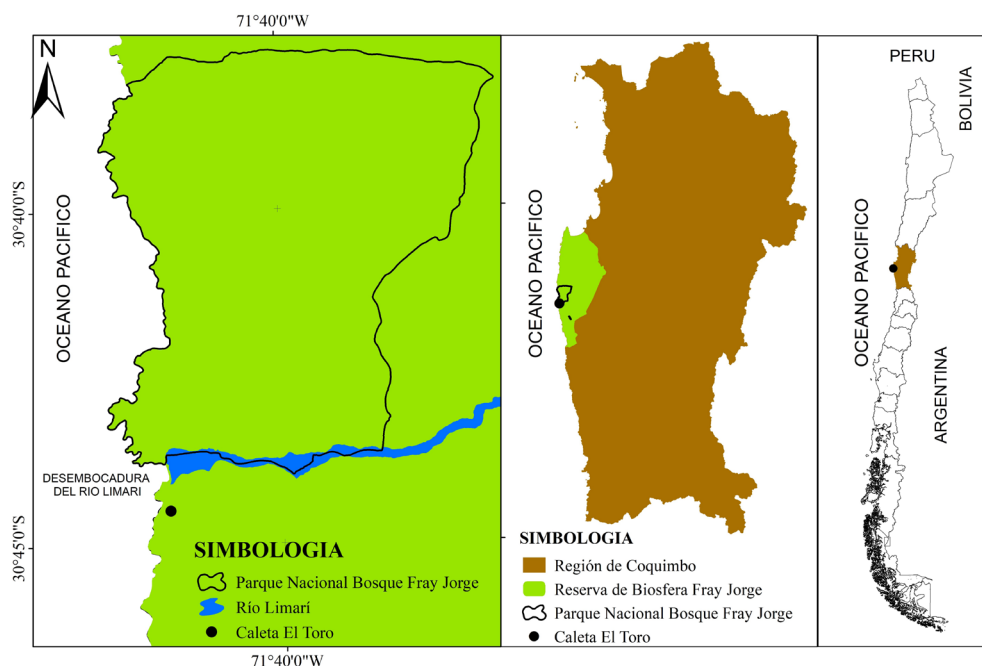 71°40'0"W
N
30°40'0"S
OCEANO PACIFICO
DESEMBOCADURA
DEL RIO LIMARI
30°45'0"S
SIMBOLOGIA
Parque Nacional Bosque Fray Jorge
Río Limarí
Caleta El Toro
71°40'0"W
OCEANO PACIFICO
SIMBOLOGIA
Región de Coquimbo
Reserva de Biosfera Fray Jorge
Parque Nacional Bosque Fray Jorge
Caleta El Toro
PERU
BOLIVIA
OCEANO PACIFICO
ARGENTINA